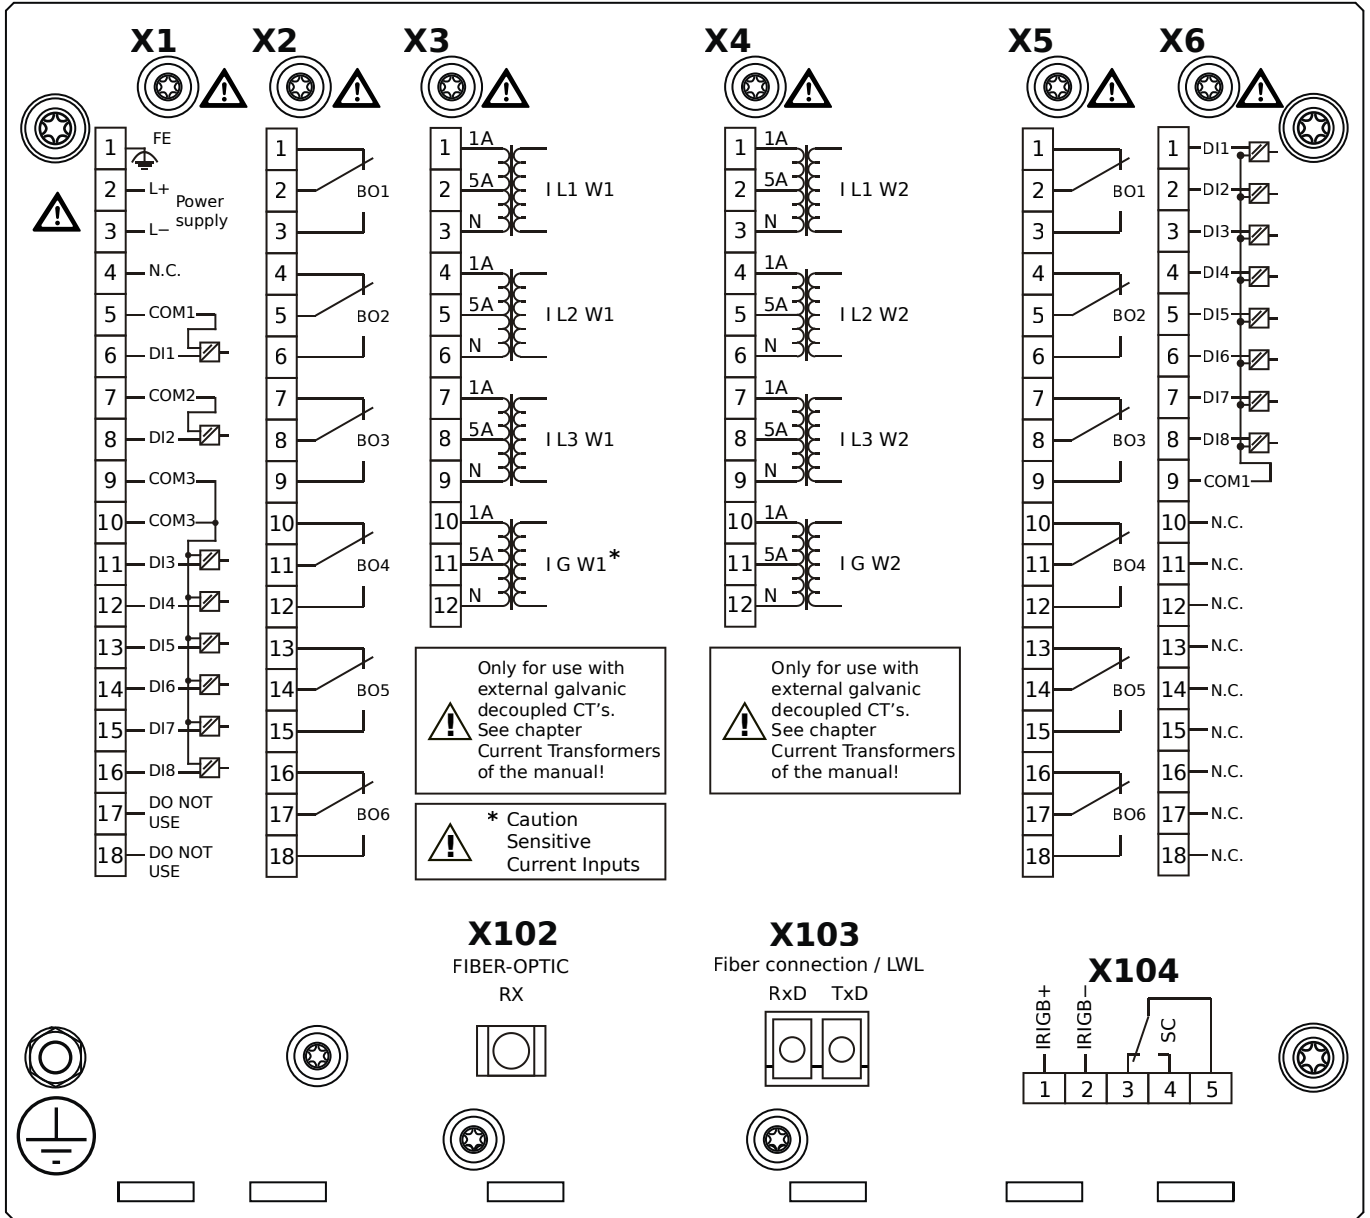 X1
1
FE
2
L+
Power
supply
3
L−
4
N.C.
5
COM1
6
DI1
7
COM2
8
DI2
9
COM3
10
COM3
11
DI3
12
DI4
13
DI5
14
DI6
15
DI7
16
DI8
17
DO NOT
USE
18
DO NOT
USE
X2
1
2
BO1
3
4
5
BO2
6
7
8
BO3
9
10
11
BO4
12
13
14
BO5
15
16
17
BO6
18
X3
1
1A
2
5A
I L1 W1
3
N
4
1A
5
5A
I L2 W1
6
N
7
1A
8
5A
I L3 W1
9
N
10
1A
11
5A
I G W1*
12
N
Only for use with
external galvanic
decoupled CT's.
See chapter
Current Transformers
of the manual!
* Caution
Sensitive
Current Inputs
X4
1
1A
2
5A
I L1 W2
3
N
4
1A
5
5A
I L2 W2
6
N
7
1A
8
5A
I L3 W2
9
N
10
1A
11
5A
I G W2
12
N
Only for use with
external galvanic
decoupled CT's.
See chapter
Current Transformers
of the manual!
X5
1
2
BO1
3
4
5
BO2
6
7
8
BO3
9
10
11
BO4
12
13
14
BO5
15
16
17
BO6
18
X6
1
DI1
2
DI2
3
DI3
4
DI4
5
DI5
6
DI6
7
DI7
8
DI8
9
COM1
10
N.C.
11
N.C.
12
N.C.
13
N.C.
14
N.C.
15
N.C.
16
N.C.
17
N.C.
18
N.C.
X102
FIBER-OPTIC
RX
X103
Fiber connection / LWL
RxD TxD
X104
IRIGB+
IRIGB−
SC
1 2 3 4 5